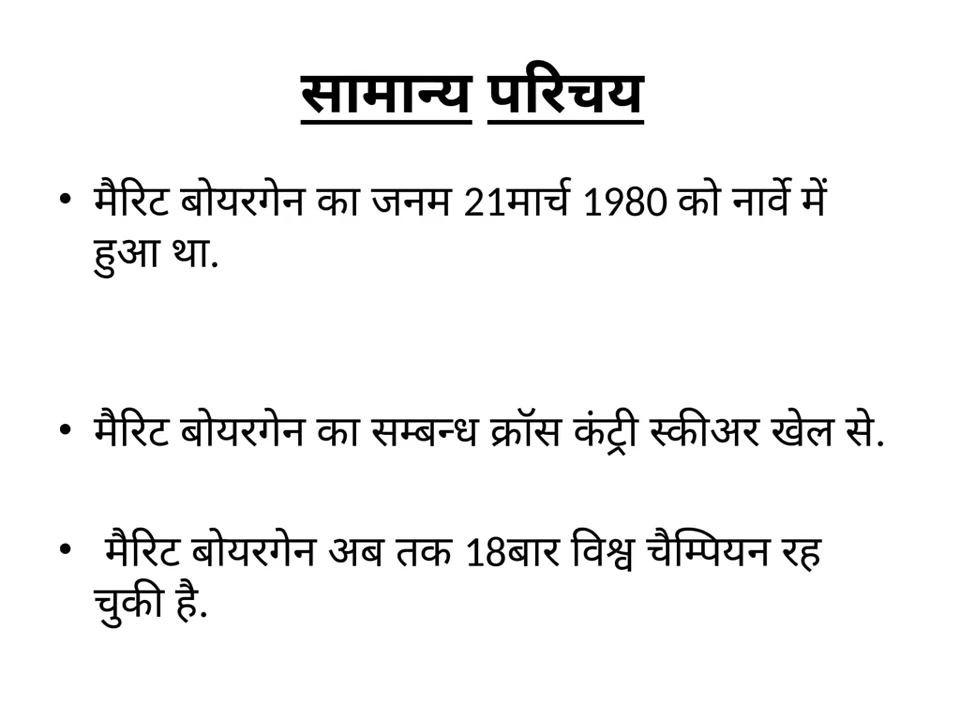 सामान्य परिचय
• मैरिट बोयरगेन का जनम 21मार्च 1980 को नार्वे में
हुआ था.
• मैरिट बोयरगेन का सम्बन्ध क्रॉस कंट्री स्कीअर खेल से.
• मैरिट बोयरगेन अब तक 18बार विश्व चैम्पियन रह
चुकी है.